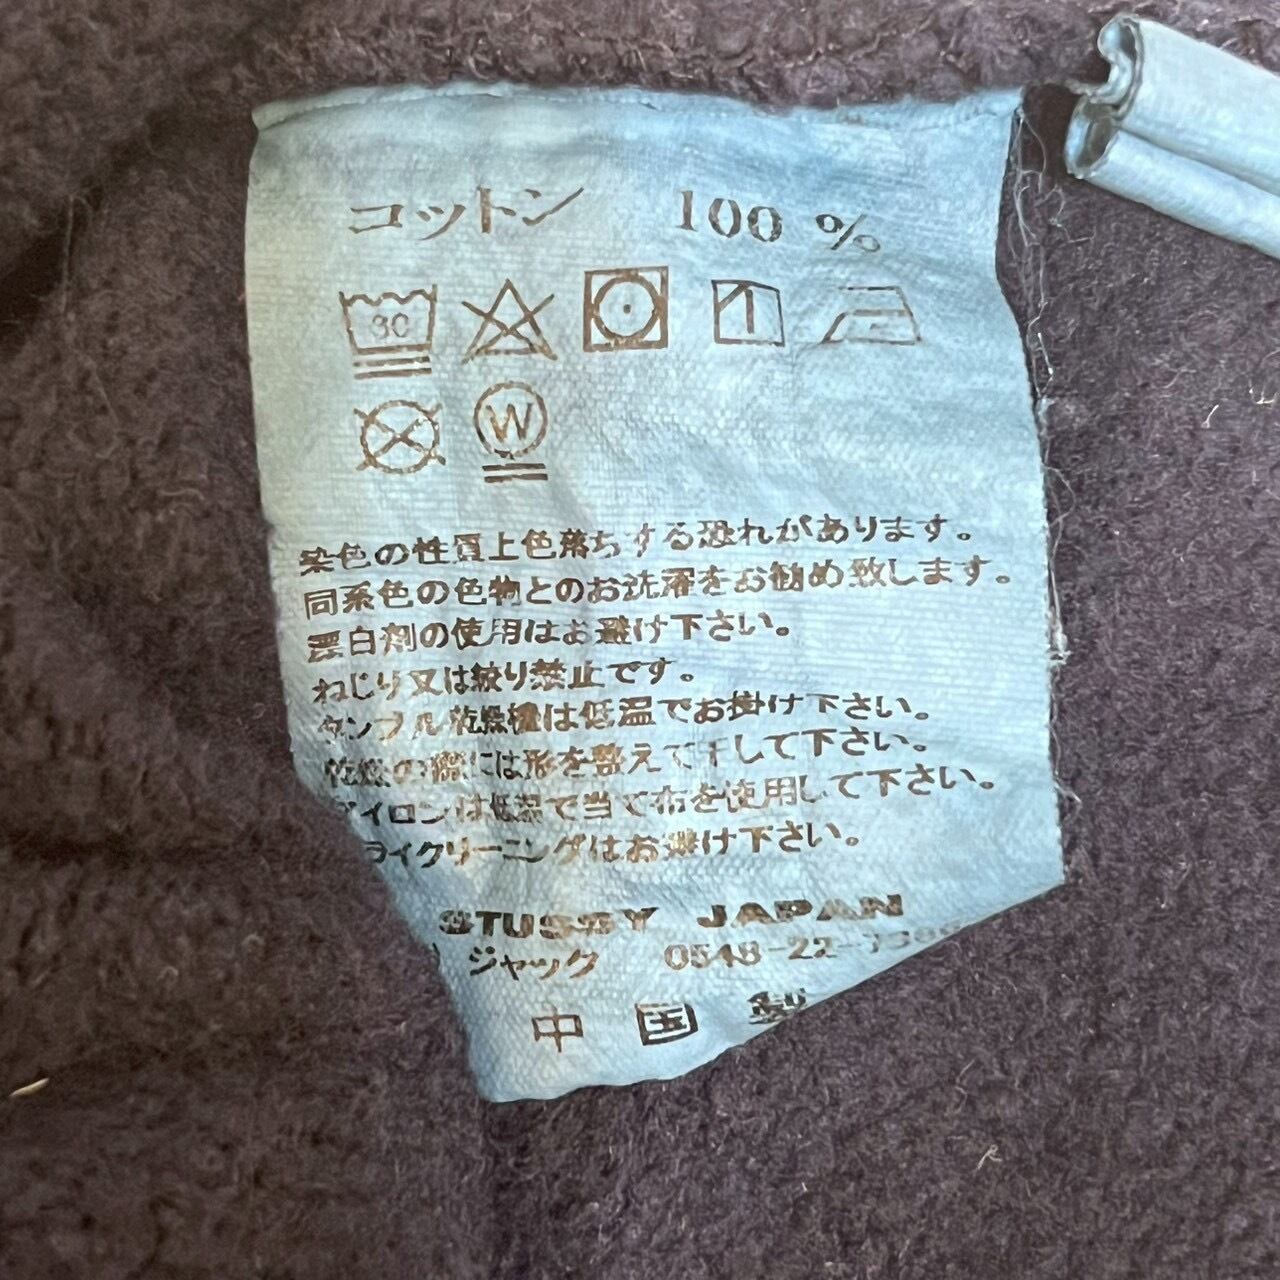 コットン 100 %
30
W
染色の性質上色落ちする恐れがあります。
同系色の色物とのお洗濯をお勧め致します。
漂白剤の使用はお避け下さい。
ねじり又は絞り禁止です。
タンブル乾燥機は低温でお掛け下さい。
乾燥の際には形を整えて干して下さい。
アイロンは低温で当て布を使用して下さい。
ライクリーニングはお避け下さい。
STUSSY JAPAN
ジャック 0548-22-
中国製